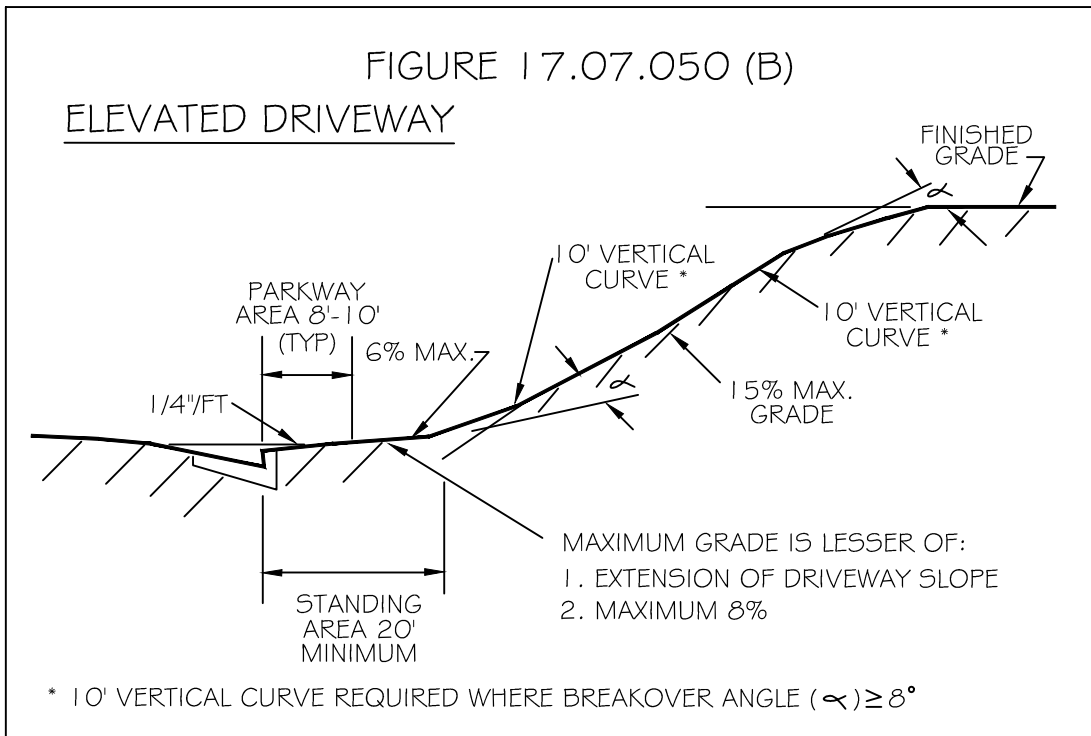 FIGURE 17.07.050 (B)
ELEVATED DRIVEWAY
FINISHED
GRADE
α
10' VERTICAL
CURVE *
PARKWAY
AREA 8'-10'
(TYP)
6% MAX.
10' VERTICAL
CURVE *
α
1/4"/FT
15% MAX.
GRADE
MAXIMUM GRADE IS LESSER OF:
1. EXTENSION OF DRIVEWAY SLOPE
2. MAXIMUM 8%
STANDING
AREA 20'
MINIMUM
* 10' VERTICAL CURVE REQUIRED WHERE BREAKOVER ANGLE (α)≥8°